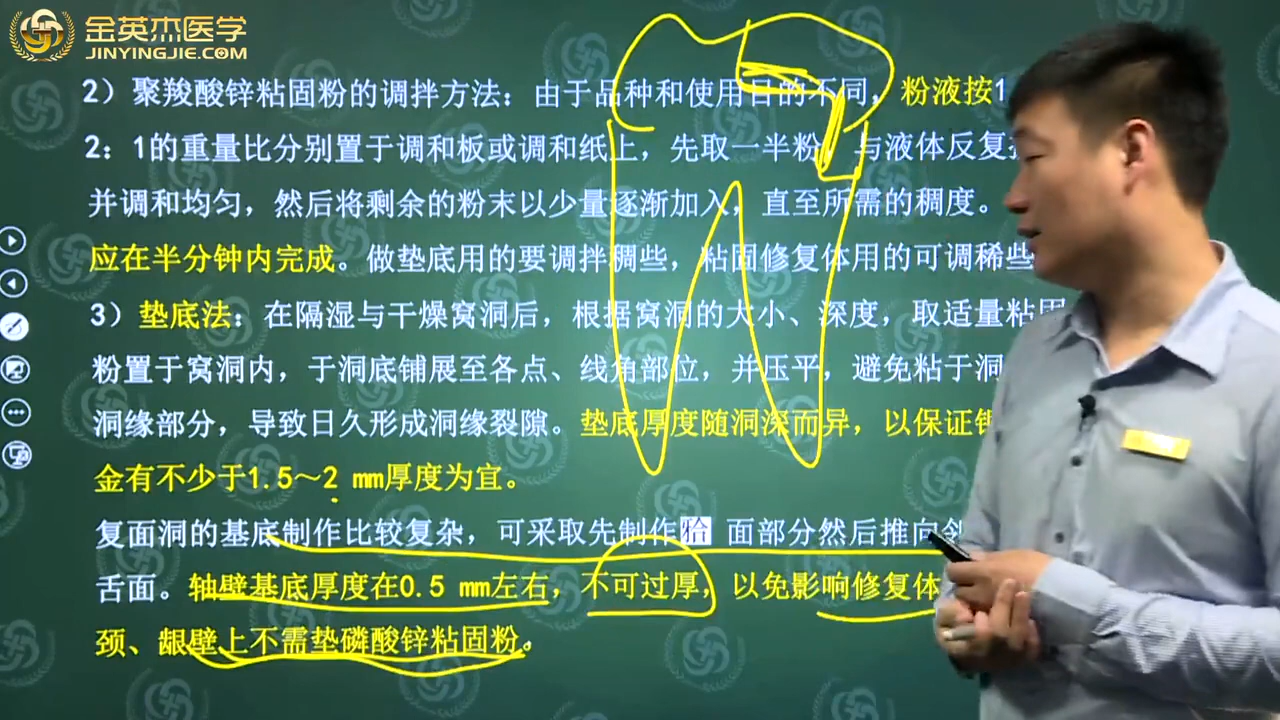 金英杰医学
JINYINGJIE.COM
2）聚羧酸锌粘固粉的调拌方法：由于品种和使用目的不同，粉液按1
2：1的重量比分别置于调和板或调和纸上，先取一半粉 与液体反复
并调和均匀，然后将剩余的粉末以少量逐渐加入，直至所需的稠度。
应在半分钟内完成。做垫底用的要调拌稠些，粘固修复体用的可调稀些
3）垫底法：在隔湿与干燥窝洞后，根据窝洞的大小、深度，取适量粘固
粉置于窝洞内，于洞底铺展至各点、线角部位，并压平，避免粘于洞
洞缘部分，导致日久形成洞缘裂隙。垫底厚度随洞深而异，以保证
金有不少于1.5～2 mm厚度为宜。
复面洞的基底制作比较复杂，可采取先制作𬌗 面部分然后推向
舌面。轴壁基底厚度在0.5 mm左右，不可过厚，以免影响修复体
颈、龈壁上不需垫磷酸锌粘固粉。